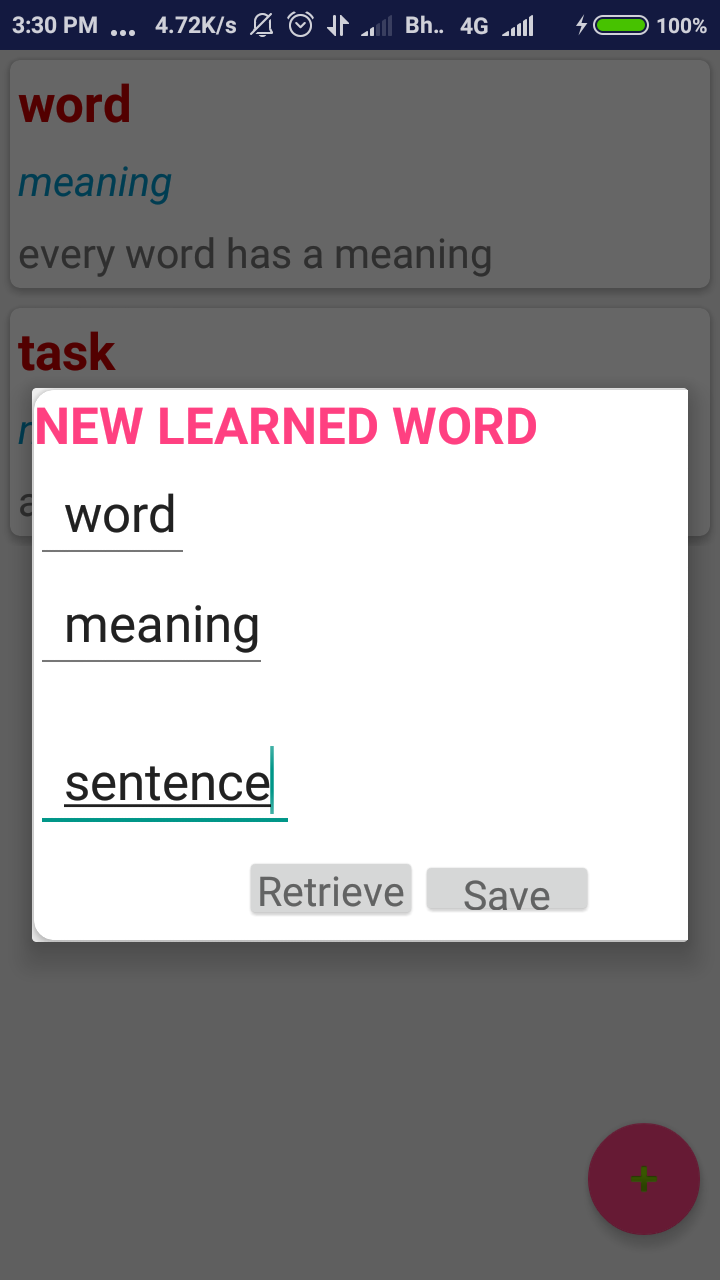 3:30 PM ... 4.72K/s Bh.. 4G 100%
word
meaning
every word has a meaning
task
NEW LEARNED WORD
word
meaning
sentence
Retrieve Save
+